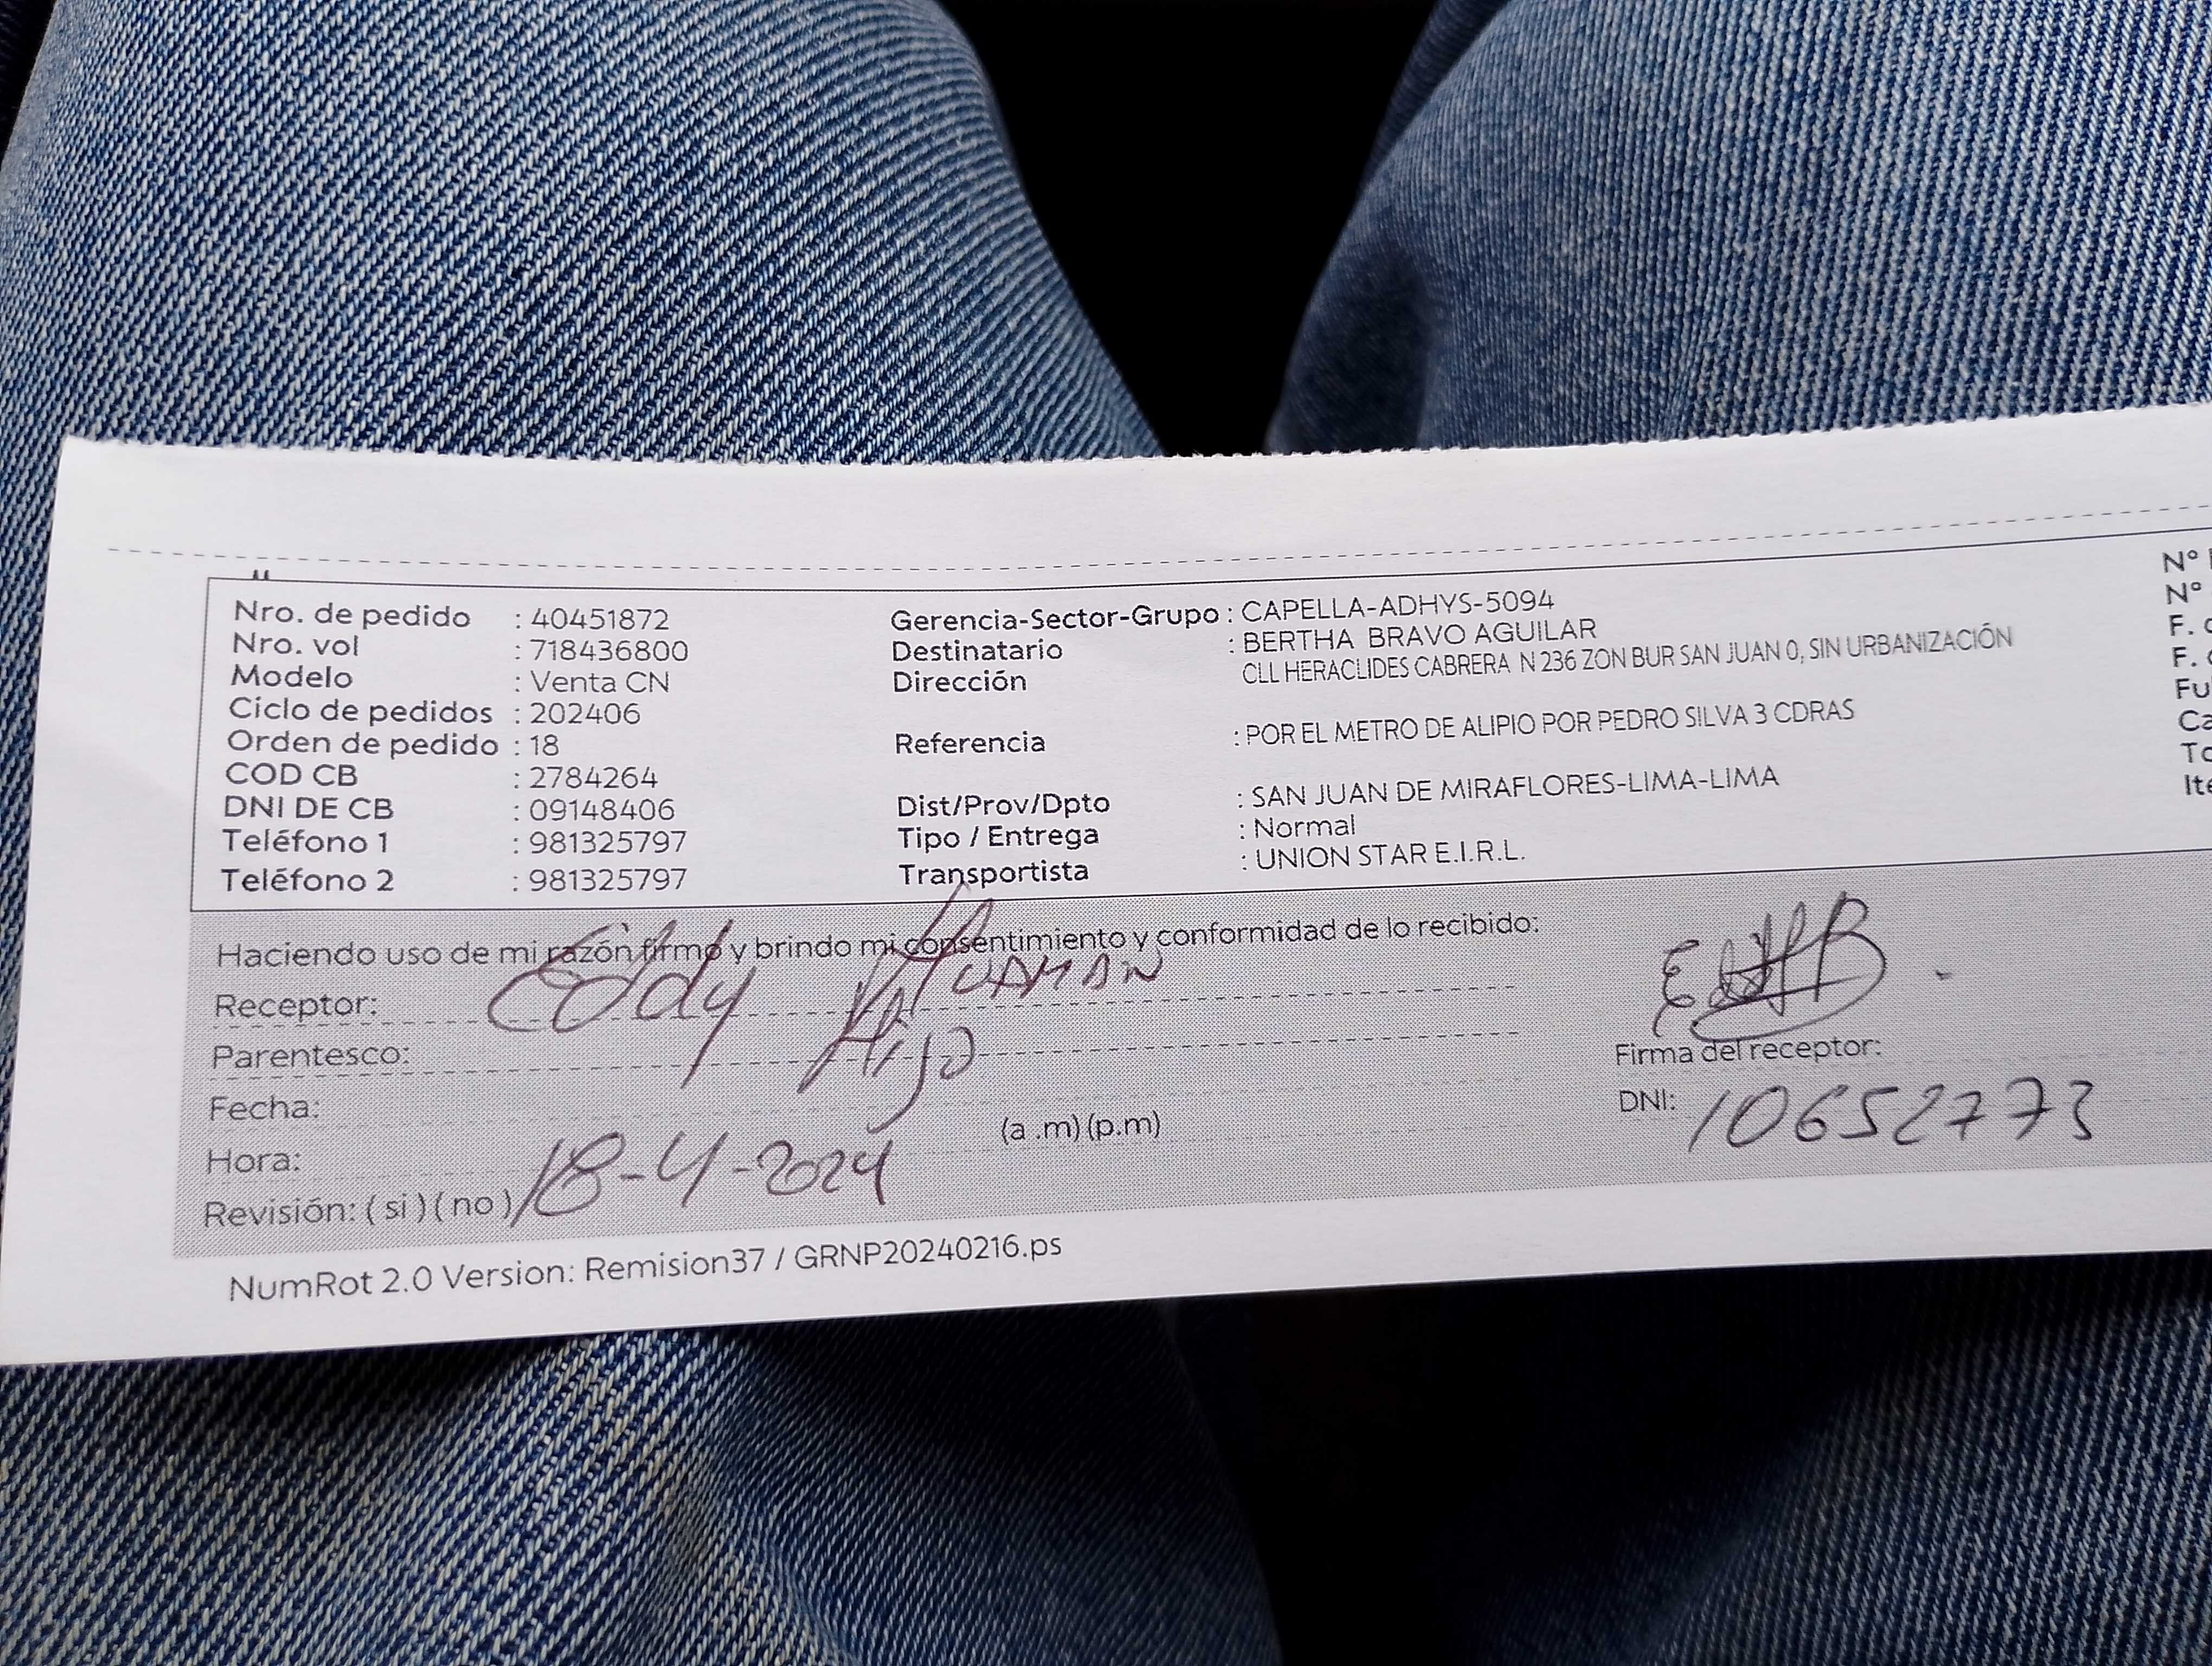 Nro. de pedido : 40451872
Nro. vol : 718436800
Modelo : Venta CN
Ciclo de pedidos : 202406
Orden de pedido : 18
COD CB : 2784264
DNI DE CB : 09148406
Teléfono 1 : 981325797
Teléfono 2 : 981325797
Gerencia-Sector-Grupo : CAPELLA-ADHYS-5094
Destinatario : BERTHA BRAVO AGUILAR
Dirección CLL HERACLIDES CABRERA N 236 ZON BUR SAN JUAN 0, SIN URBANIZACIÓN
Referencia : POR EL METRO DE ALIPIO POR PEDRO SILVA 3 CDRAS
Dist/Prov/Dpto : SAN JUAN DE MIRAFLORES-LIMA-LIMA
Tipo / Entrega : Normal
Transportista : UNION STAR E.I.R.L.
N°
N°
F.
F.
Fu
Ca
To
Ite
Haciendo uso de mi razón firmo y brindo mi consentimiento y conformidad de lo recibido:
Receptor: Eddy Huaman
Parentesco: Hijo
Fecha:
Hora: (a .m) (p.m)
18-4-2024
Revisión: ( si ) ( no )
Firma del receptor:
DNI: 10652773
NumRot 2.0 Version: Remision37 / GRNP20240216.ps